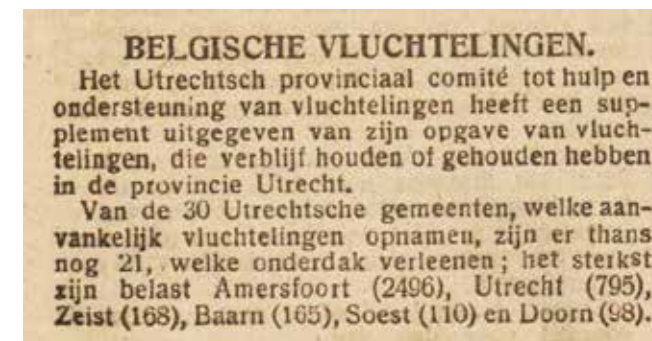 BELGISCHE VLUCHTELINGEN.
Het Utrechtsch provinciaal comité tot hulp en
ondersteuning van vluchtelingen heeft een sup-
plement uitgegeven van zijn opgave van vluch-
telingen, die verblijf houden of gehouden hebben
in de provincie Utrecht.
Van de 30 Utrechtsche gemeenten, welke aan-
vankelijk vluchtelingen opnamen, zijn er thans
nog 21, welke onderdak verleenen; het sterkst
zijn belast Amersfoort (2496), Utrecht (795),
Zeist (168), Baarn (165), Soest (110) en Doorn (98).